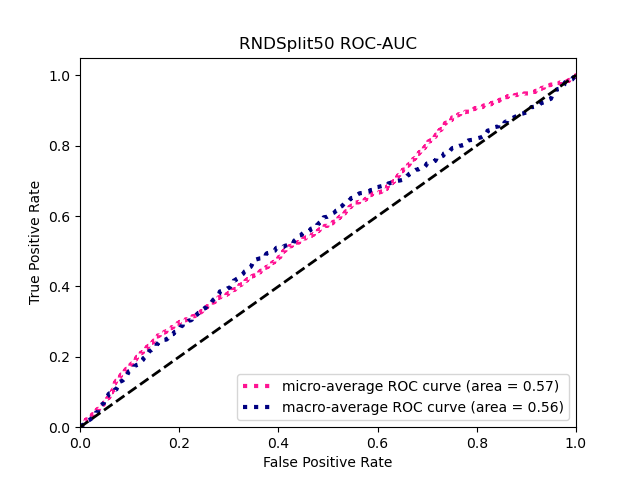 RNDSplit50 ROC-AUC
True Positive Rate
1.0
0.8
0.6
0.4
0.2
0.0
micro-average ROC curve (area = 0.57)
macro-average ROC curve (area = 0.56)
0.0 0.2 0.4 0.6 0.8 1.0
False Positive Rate